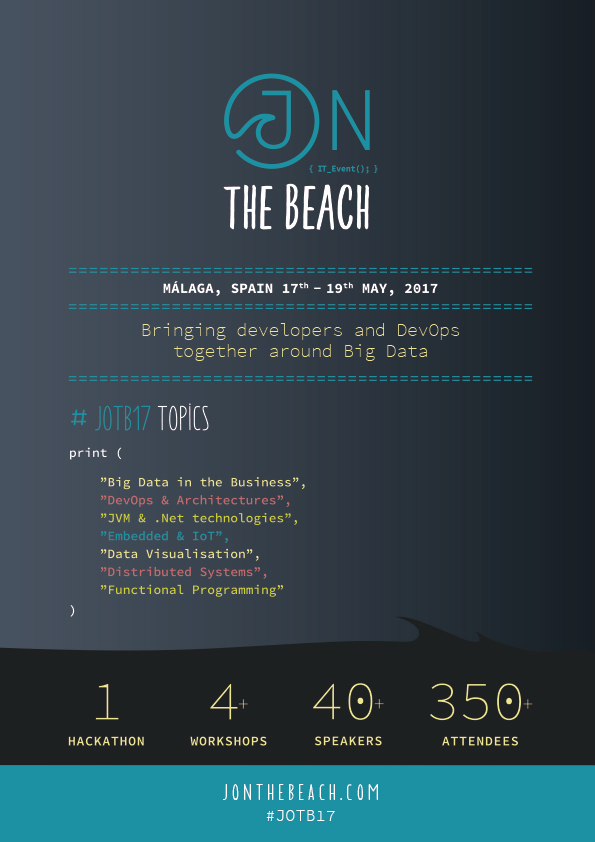 J N
{ IT_Event(); }
THE BEACH
==============================================
MÁLAGA, SPAIN 17th – 19th MAY, 2017
==============================================
Bringing developers and DevOps
together around Big Data
==============================================
# JOTB17 TOPiCS
print (
”Big Data in the Business”,
”DevOps & Architectures”,
”JVM & .Net technologies”,
”Embedded & IoT”,
”Data Visualisation”,
”Distributed Systems”,
”Functional Programming”
)
1 4+ 40+ 350+
HACKATHON WORKSHOPS SPEAKERS ATTENDEES
JONTHEBEACH.COM
#JOTB17